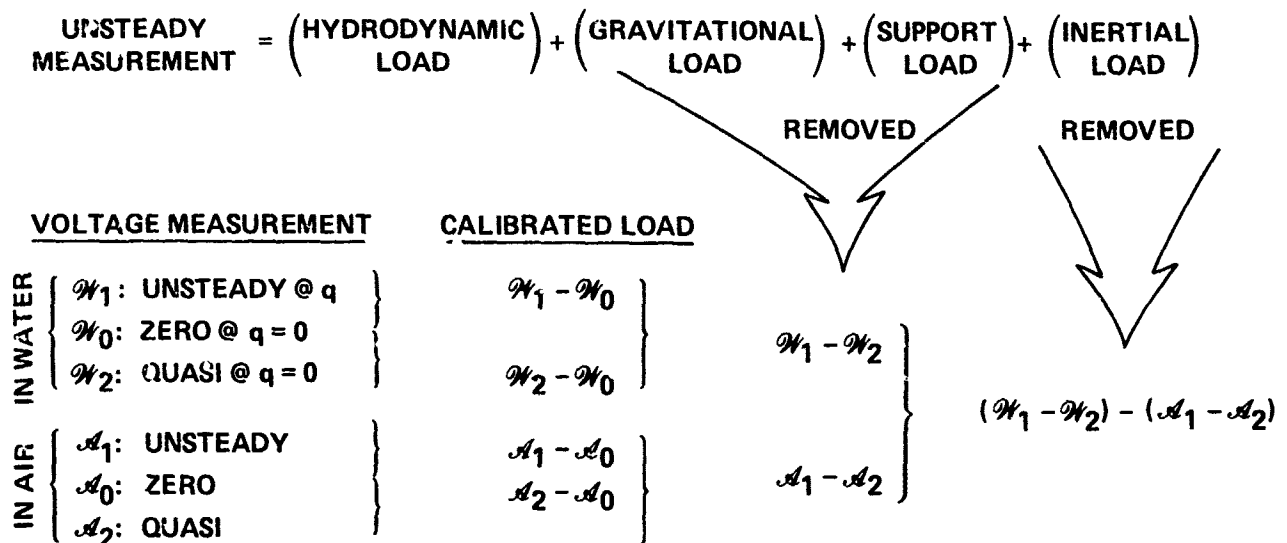 UNSTEADY MEASUREMENT = (HYDRODYNAMIC LOAD) + (GRAVITATIONAL LOAD) + (SUPPORT LOAD) + (INERTIAL LOAD)
REMOVED
REMOVED
VOLTAGE MEASUREMENT
CALIBRATED LOAD
IN WATER
𝒲1: UNSTEADY @ q
𝒲0: ZERO @ q = 0
𝒲2: QUASI @ q = 0
𝒲1 − 𝒲0
𝒲2 − 𝒲0
𝒲1 − 𝒲2
(𝒲1 − 𝒲2) − (𝒜1 − 𝒜2)
IN AIR
𝒜1: UNSTEADY
𝒜0: ZERO
𝒜2: QUASI
𝒜1 − 𝒜0
𝒜2 − 𝒜0
𝒜1 − 𝒜2